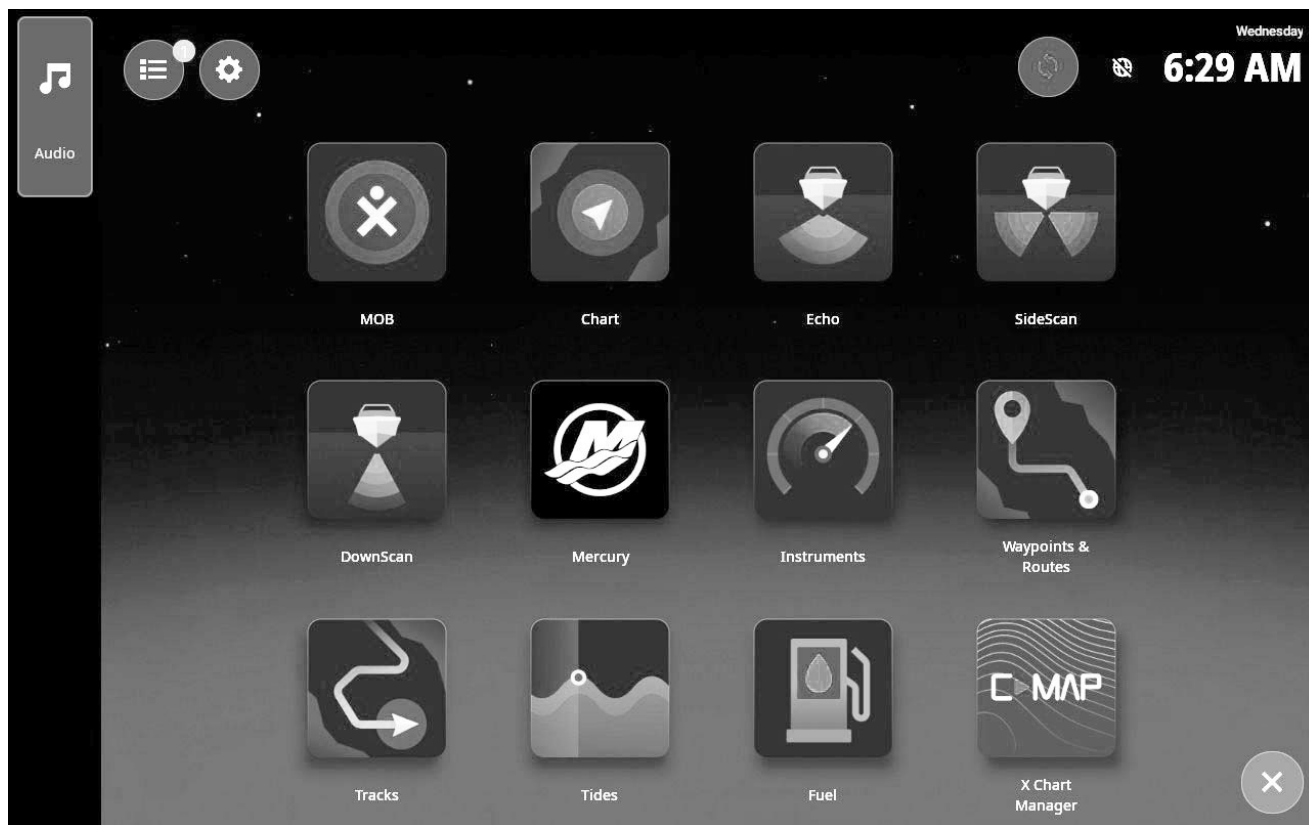 Wednesday
1
6:29 AM
Audio
MOB
Chart
Echo
SideScan
DownScan
Mercury
Instruments
Waypoints &
Routes
Tracks
Tides
Fuel
C-MAP
X Chart
Manager